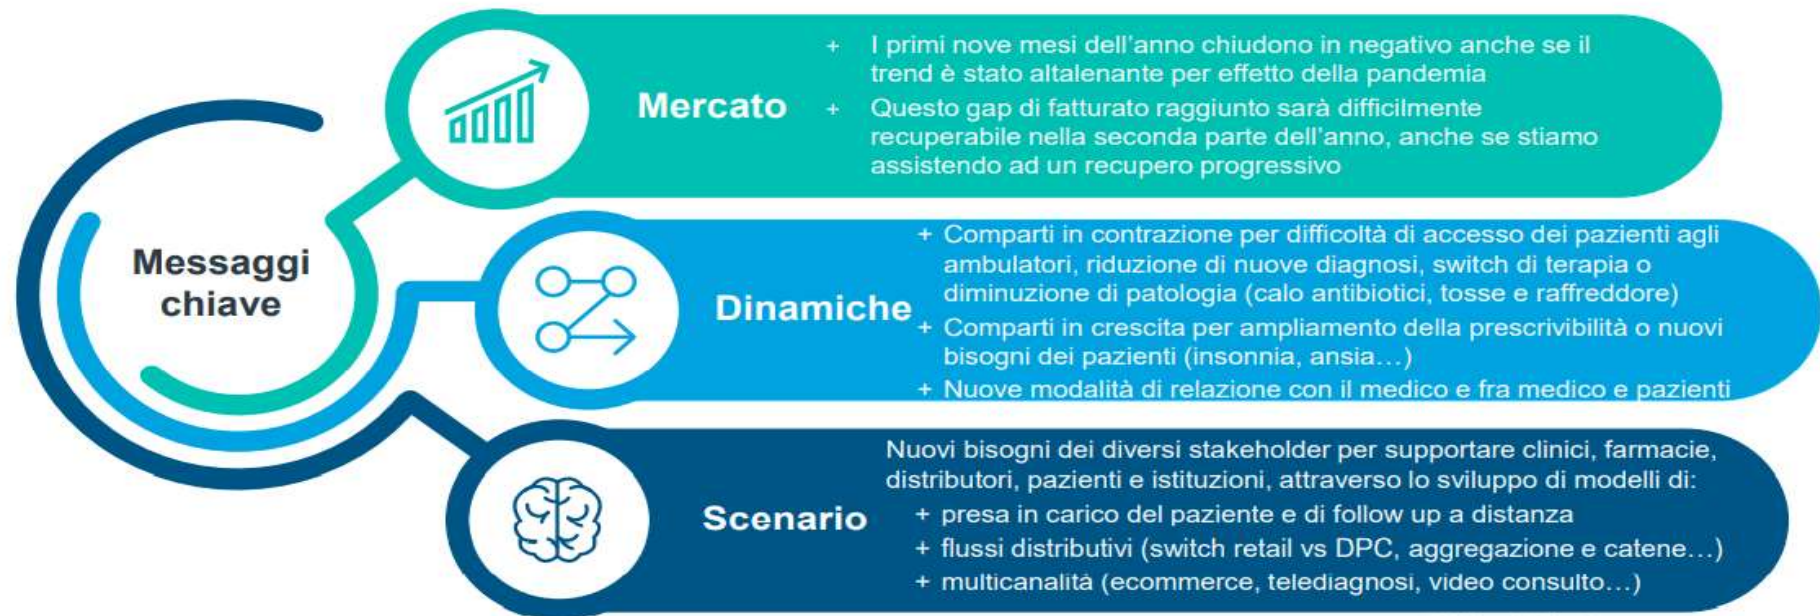 Messaggi
chiave
Mercato
+ I primi nove mesi dell'anno chiudono in negativo anche se il
trend è stato altalenante per effetto della pandemia
+ Questo gap di fatturato raggiunto sarà difficilmente
recuperabile nella seconda parte dell'anno, anche se stiamo
assistendo ad un recupero progressivo
Dinamiche
+ Comparti in contrazione per difficoltà di accesso dei pazienti agli
ambulatori, riduzione di nuove diagnosi, switch di terapia o
diminuzione di patologia (calo antibiotici, tosse e raffreddore)
+ Comparti in crescita per ampliamento della prescrivibilità o nuovi
bisogni dei pazienti (insonnia, ansia…)
+ Nuove modalità di relazione con il medico e fra medico e pazienti
Scenario
Nuovi bisogni dei diversi stakeholder per supportare clinici, farmacie,
distributori, pazienti e istituzioni, attraverso lo sviluppo di modelli di:
+ presa in carico del paziente e di follow up a distanza
+ flussi distributivi (switch retail vs DPC, aggregazione e catene…)
+ multicanalità (ecommerce, telediagnosi, video consulto…)